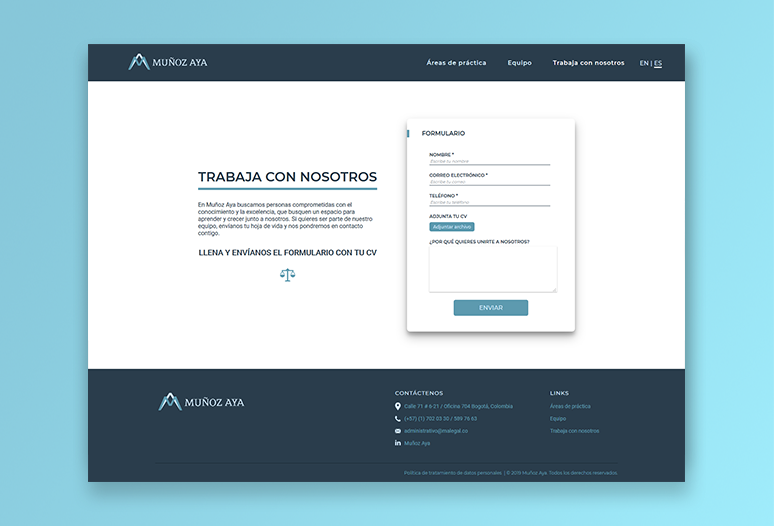 MUÑOZ AYA
Áreas de práctica
Equipo
Trabaja con nosotros
EN | ES
TRABAJA CON NOSOTROS
En Muñoz Aya buscamos personas comprometidas con el
conocimiento y la excelencia, que busquen un espacio para
aprender y crecer junto a nosotros. Si quieres ser parte de nuestro
equipo, envíanos tu hoja de vida y nos pondremos en contacto
contigo.
LLENA Y ENVÍANOS EL FORMULARIO CON TU CV
FORMULARIO
NOMBRE *
Escribe tu nombre
CORREO ELECTRÓNICO *
Escribe tu correo
TELÉFONO *
Escribe tu teléfono
ADJUNTA TU CV
Adjuntar archivo
¿POR QUÉ QUIERES UNIRTE A NOSOTROS?
ENVIAR
MUÑOZ AYA
CONTÁCTENOS
Calle 71 # 6-21 / Oficina 704 Bogotá, Colombia
(+57) (1) 702 03 30 / 589 76 63
administrativo@malegal.co
Muñoz Aya
LINKS
Áreas de práctica
Equipo
Trabaja con nosotros
Política de tratamiento de datos personales | © 2019 Muñoz Aya. Todos los derechos reservados.